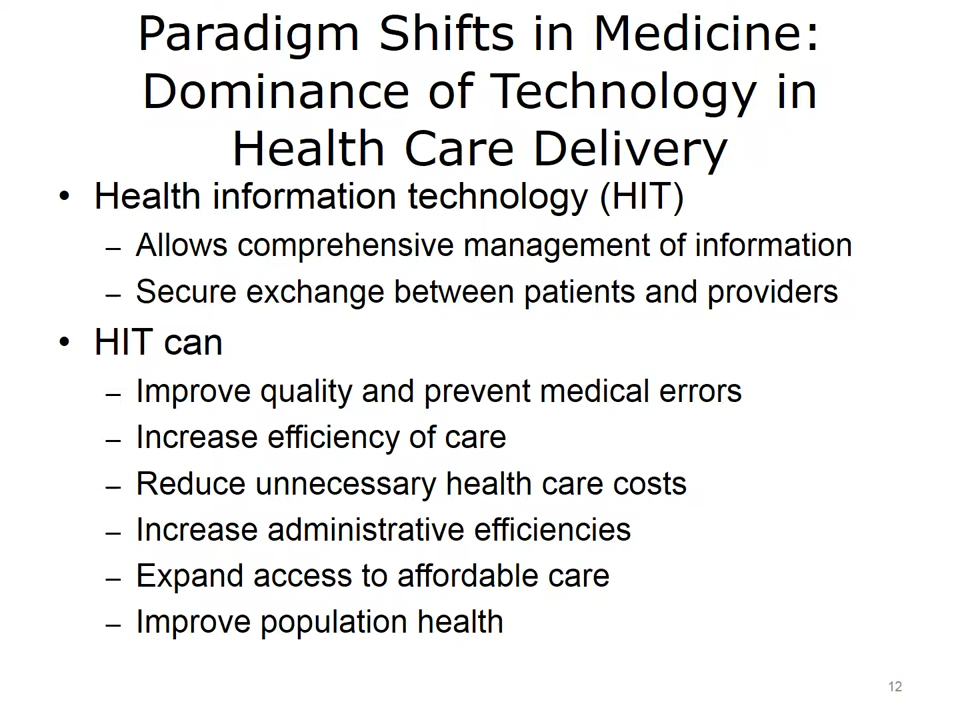 Paradigm Shifts in Medicine:
Dominance of Technology in
Health Care Delivery
• Health information technology (HIT)
– Allows comprehensive management of information
– Secure exchange between patients and providers
• HIT can
– Improve quality and prevent medical errors
– Increase efficiency of care
– Reduce unnecessary health care costs
– Increase administrative efficiencies
– Expand access to affordable care
– Improve population health
12